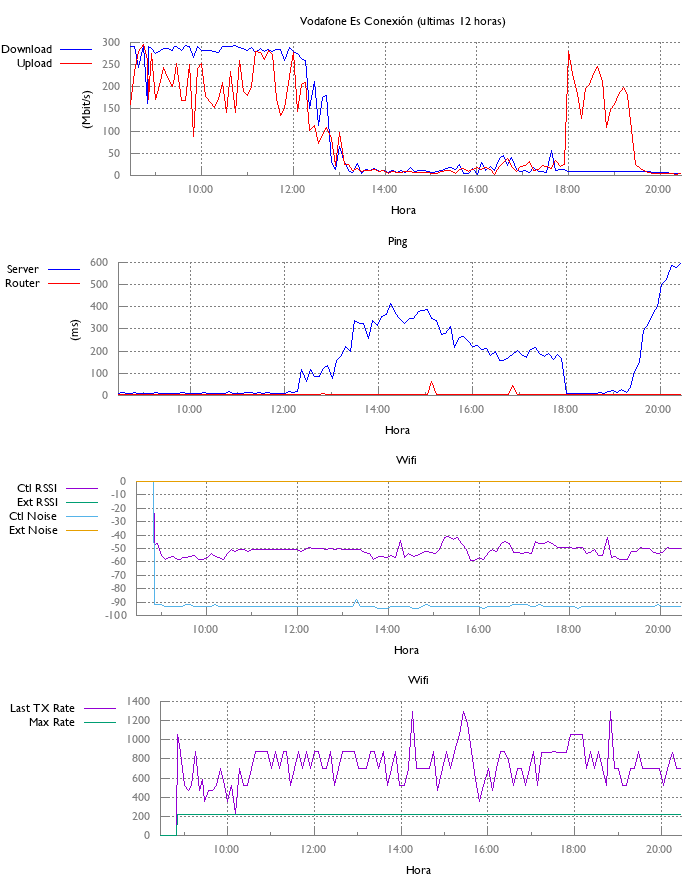 Vodafone Es Conexión (ultimas 12 horas)
Download
Upload
(Mbit/s)
300
250
200
150
100
50
0
10:00 12:00 14:00 16:00 18:00 20:00
Hora
Ping
Server
Router
(ms)
600
500
400
300
200
100
0
10:00 12:00 14:00 16:00 18:00 20:00
Hora
Wifi
Ctl RSSI
Ext RSSI
Ctl Noise
Ext Noise
0
-10
-20
-30
-40
-50
-60
-70
-80
-90
-100
10:00 12:00 14:00 16:00 18:00 20:00
Hora
Wifi
Last TX Rate
Max Rate
1400
1200
1000
800
600
400
200
0
10:00 12:00 14:00 16:00 18:00 20:00
Hora